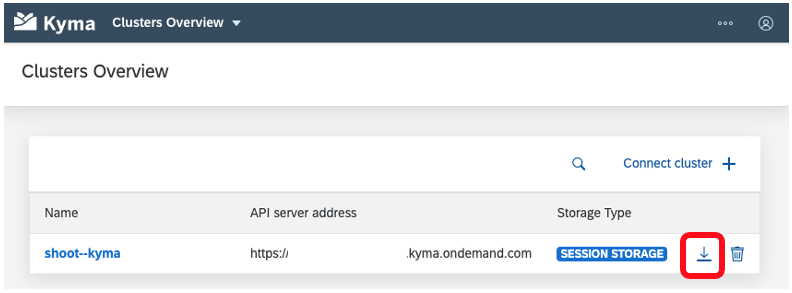 Kyma Clusters Overview
Clusters Overview
Connect cluster
Name API server address Storage Type
shoot--kyma https:// .kyma.ondemand.com SESSION STORAGE